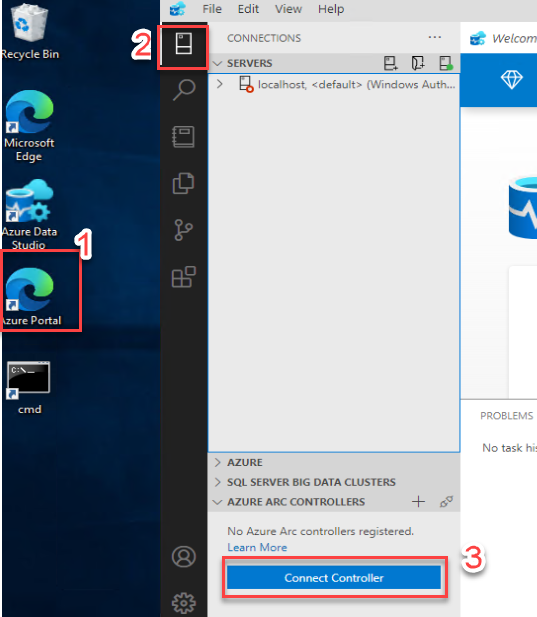 Recycle Bin
Microsoft
Edge
Azure Data
Studio
1
Azure Portal
cmd
2
File Edit View Help
CONNECTIONS
SERVERS
localhost, <default> (Windows Auth...
AZURE
SQL SERVER BIG DATA CLUSTERS
AZURE ARC CONTROLLERS
No Azure Arc controllers registered.
Learn More
Connect Controller
3
Welcom
PROBLEMS
No task his